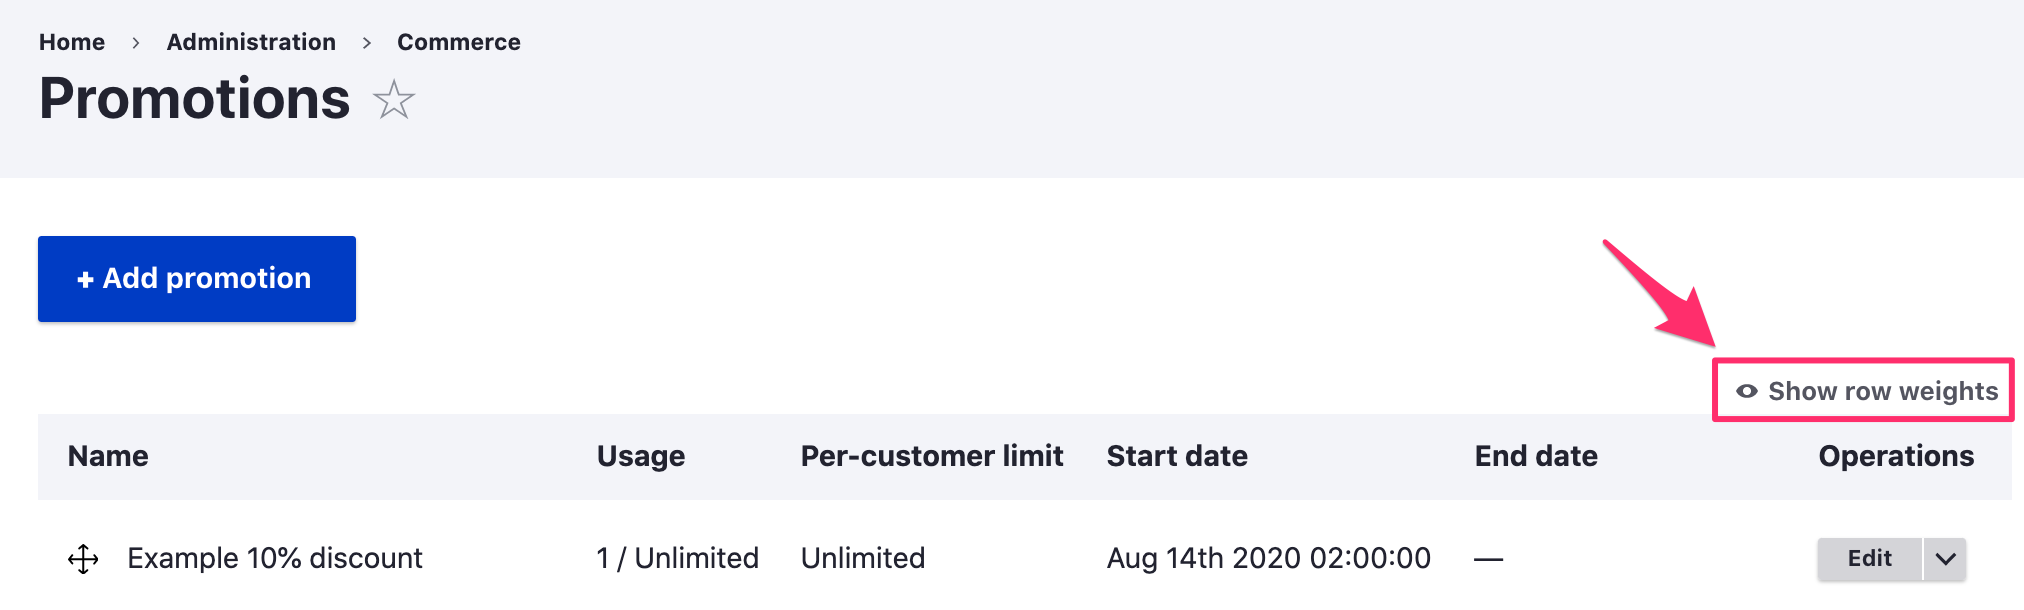 Home > Administration > Commerce
Promotions
+ Add promotion
Show row weights
Name Usage Per-customer limit Start date End date Operations
Example 10% discount 1 / Unlimited Unlimited Aug 14th 2020 02:00:00 — Edit